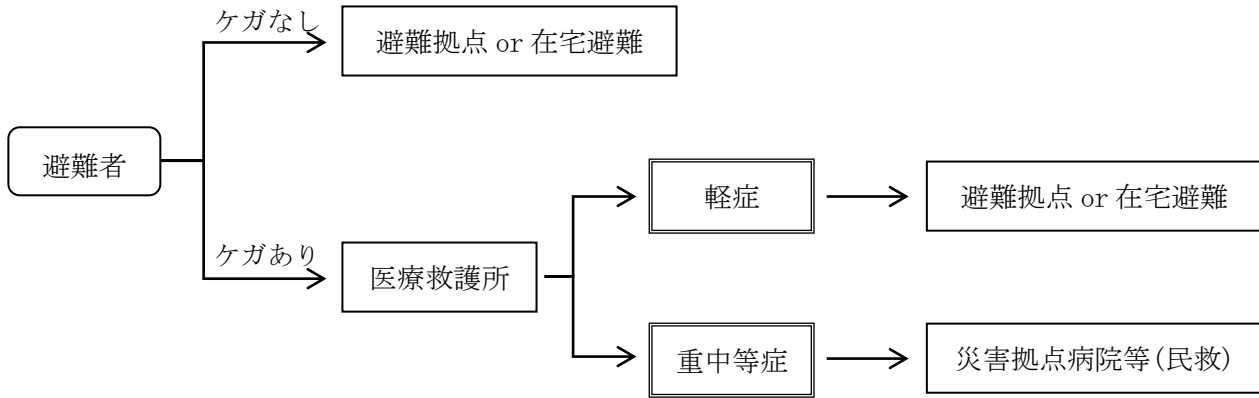 ケガなし
避難拠点 or 在宅避難
避難者
軽症
避難拠点 or 在宅避難
ケガあり
医療救護所
重中等症
災害拠点病院等(民救)